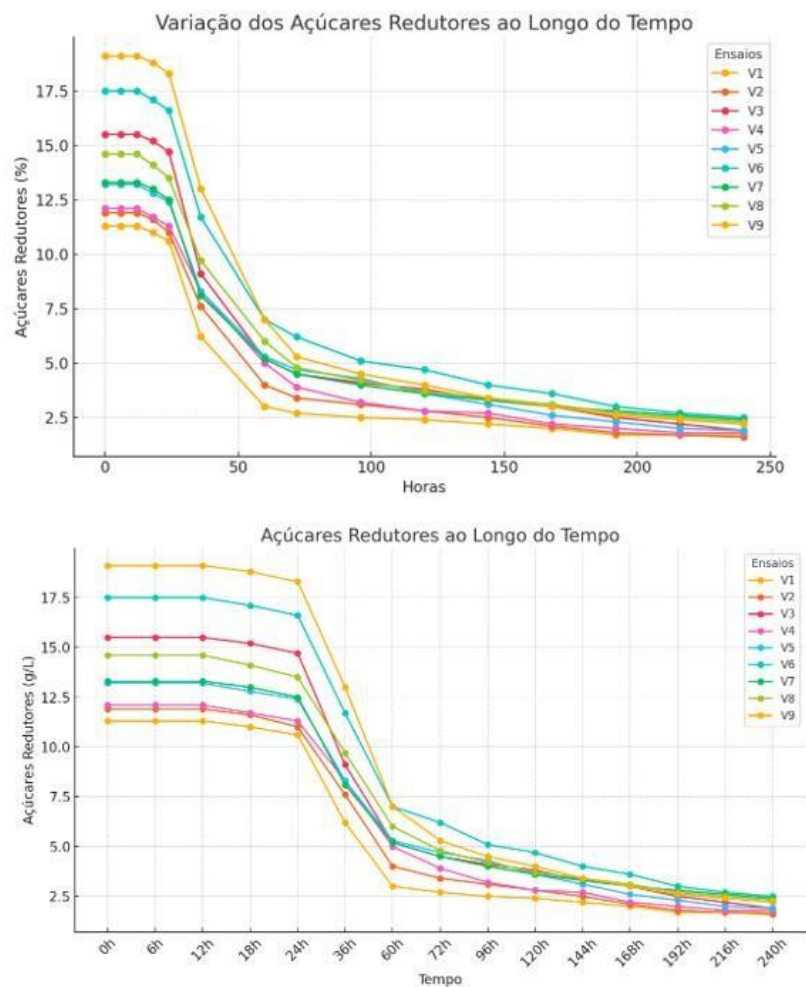 Variação dos Açúcares Redutores ao Longo do Tempo
Ensaios
V1
V2
V3
V4
V5
V6
V7
V8
V9
Açúcares Redutores (%)
17.5
15.0
12.5
10.0
7.5
5.0
2.5
0 50 100 150 200 250
Horas
Açúcares Redutores ao Longo do Tempo
Ensaios
V1
V2
V3
V4
V5
V6
V7
V8
V9
Açúcares Redutores (g/L)
17.5
15.0
12.5
10.0
7.5
5.0
2.5
0h 6h 12h 18h 24h 36h 60h 72h 96h 120h 144h 168h 192h 216h 240h
Tempo